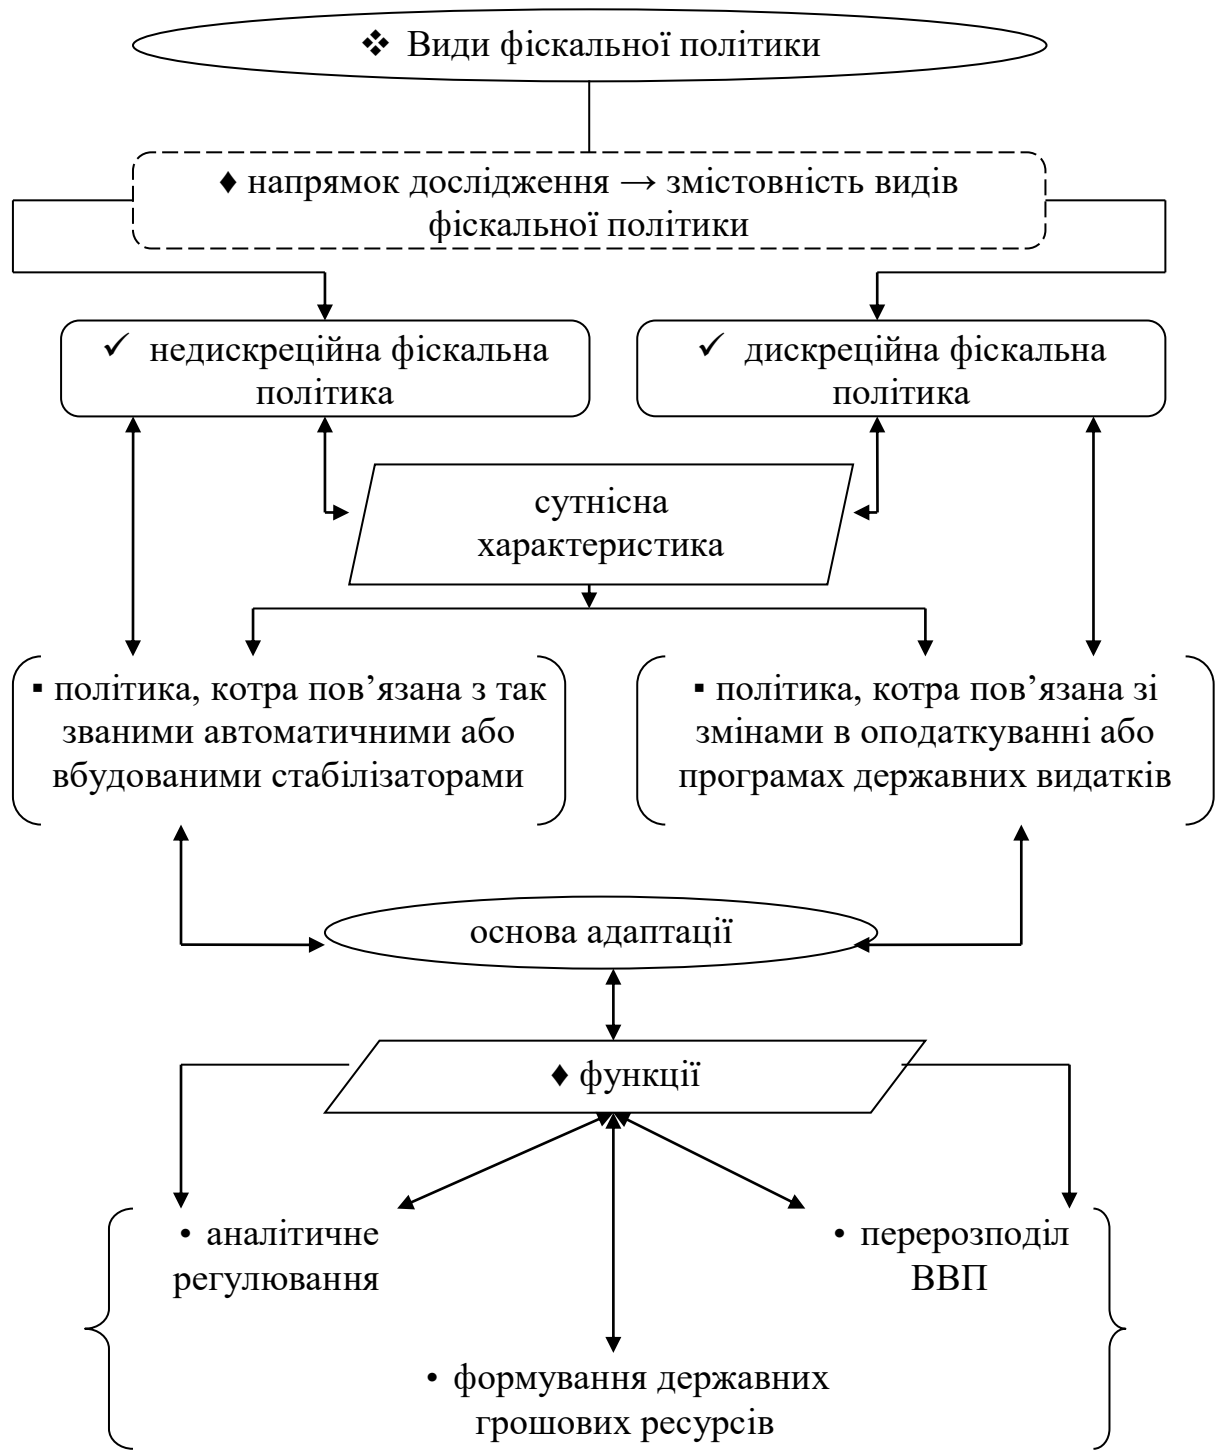 ❖ Види фіскальної політики
♦ напрямок дослідження → змістовність видів
фіскальної політики
✓ недискреційна фіскальна
політика
✓ дискреційна фіскальна
політика
сутнісна
характеристика
▪ політика, котра пов’язана з так
званими автоматичними або
вбудованими стабілізаторами
▪ політика, котра пов’язана зі
змінами в оподаткуванні або
програмах державних видатків
основа адаптації
♦ функції
• аналітичне
регулювання
• перерозподіл
ВВП
• формування державних
грошових ресурсів